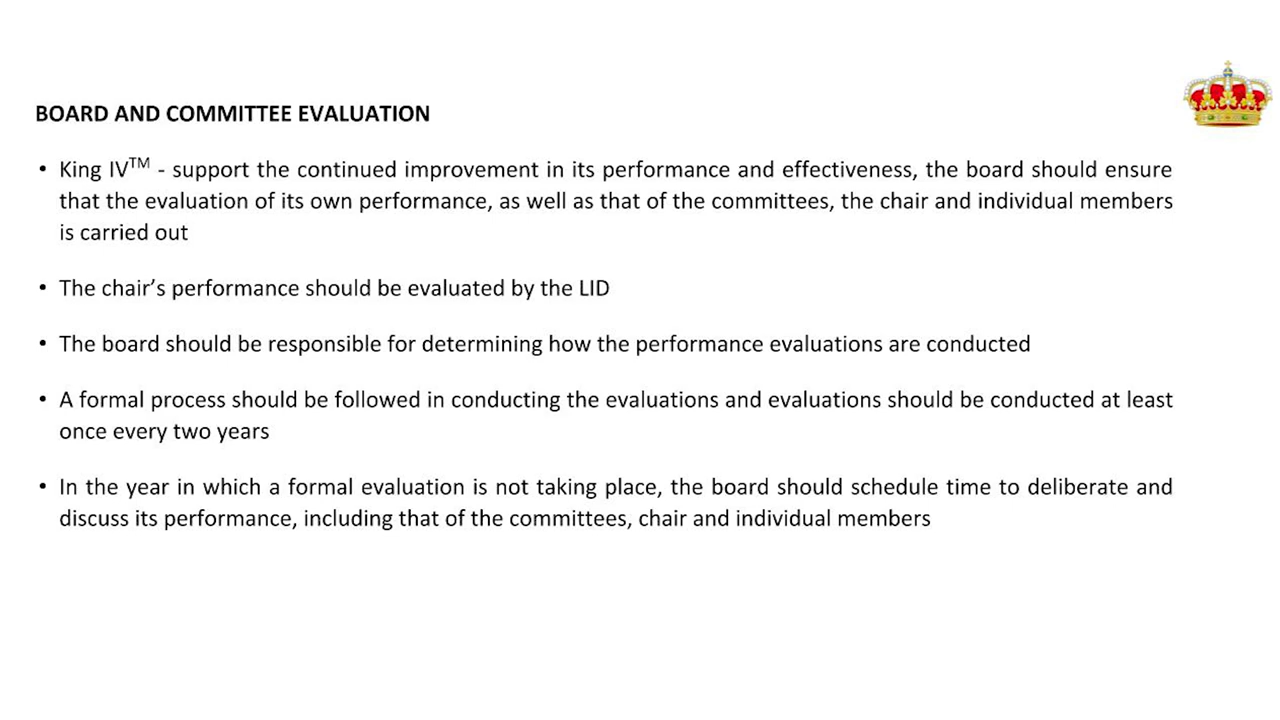 BOARD AND COMMITTEE EVALUATION
• King IV™ - support the continued improvement in its performance and effectiveness, the board should ensure
that the evaluation of its own performance, as well as that of the committees, the chair and individual members
is carried out
• The chair’s performance should be evaluated by the LID
• The board should be responsible for determining how the performance evaluations are conducted
• A formal process should be followed in conducting the evaluations and evaluations should be conducted at least
once every two years
• In the year in which a formal evaluation is not taking place, the board should schedule time to deliberate and
discuss its performance, including that of the committees, chair and individual members